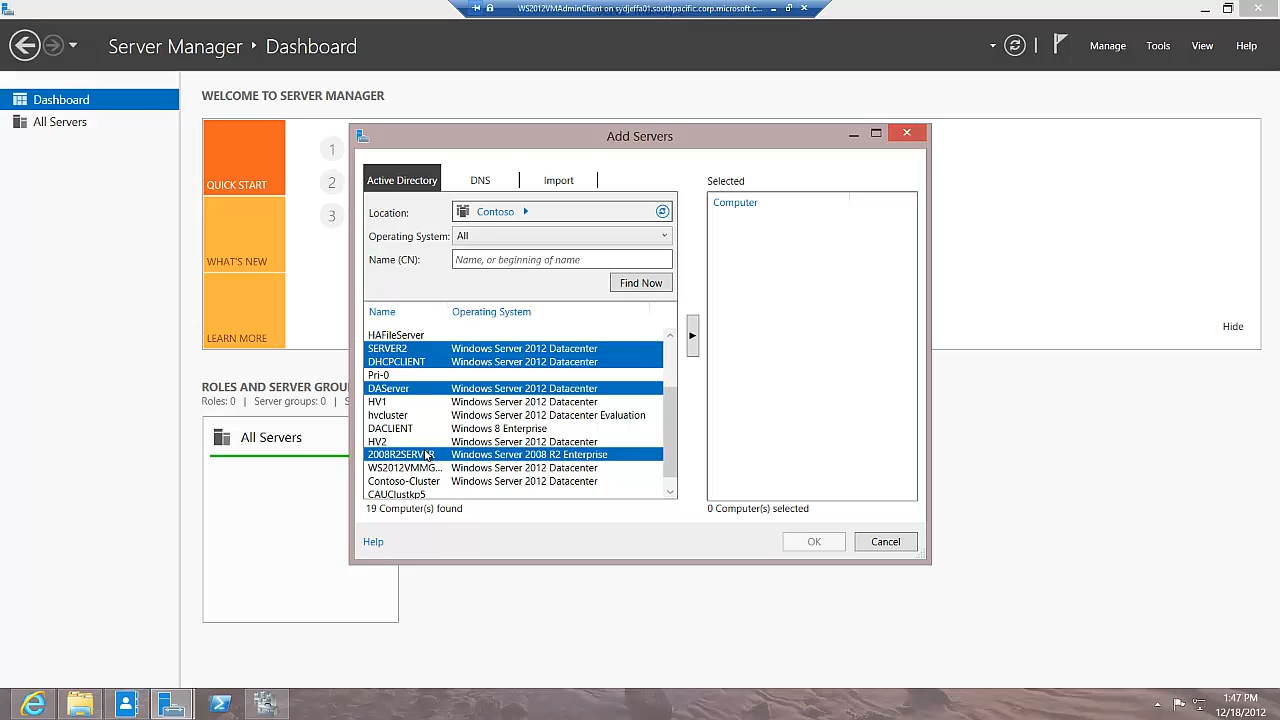 WS2012VMAdminClient on sydjeffa01.southpacific.corp.microsoft.c...
Server Manager ‣ Dashboard
Manage Tools View Help
Dashboard
All Servers
WELCOME TO SERVER MANAGER
QUICK START
WHAT'S NEW
LEARN MORE
1
2
3
Hide
ROLES AND SERVER GROU
Roles: 0 | Server groups: 0 | S
All Servers
Add Servers
Active Directory DNS Import
Location: Contoso
Operating System: All
Name (CN): Name, or beginning of name
Find Now
Name Operating System
HAFileServer
SERVER2 Windows Server 2012 Datacenter
DHCPCLIENT Windows Server 2012 Datacenter
Pri-0
DAServer Windows Server 2012 Datacenter
HV1 Windows Server 2012 Datacenter
hvcluster Windows Server 2012 Datacenter Evaluation
DACLIENT Windows 8 Enterprise
HV2 Windows Server 2012 Datacenter
2008R2SERVER Windows Server 2008 R2 Enterprise
WS2012VMMG... Windows Server 2012 Datacenter
Contoso-Cluster Windows Server 2012 Datacenter
CAUClustkp5
19 Computer(s) found
Selected
Computer
0 Computer(s) selected
Help
OK Cancel
1:47 PM
12/18/2012